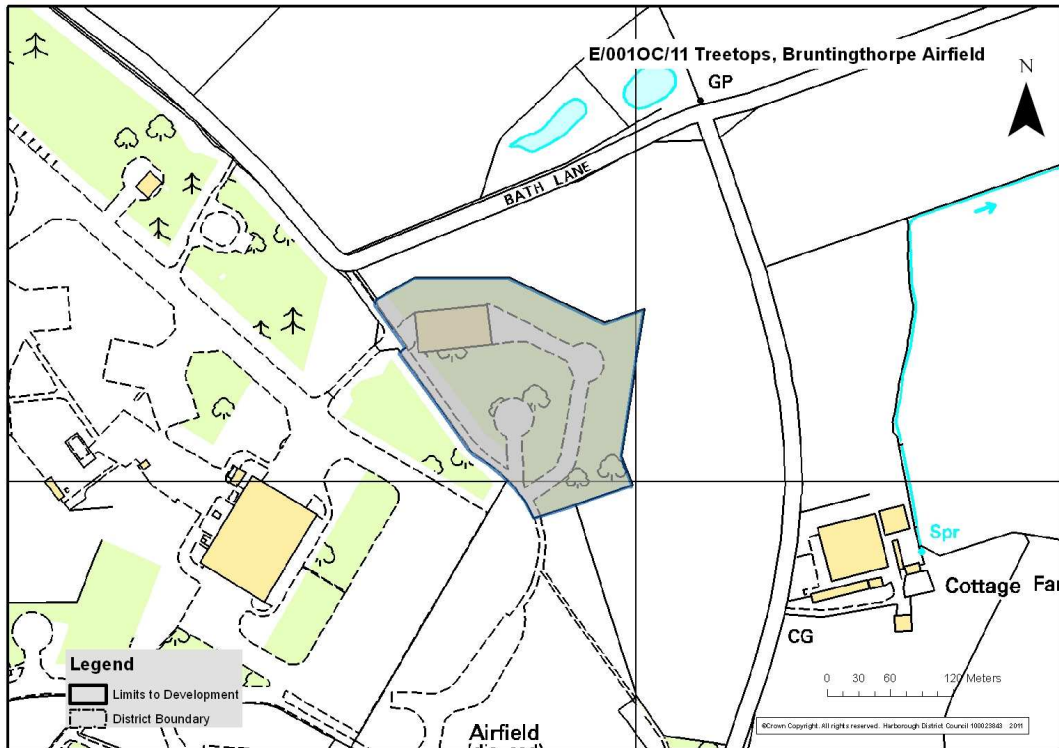 E/001OC/11 Treetops, Bruntingthorpe Airfield
GP
N
BATH LANE
Spr
Cottage Far
CG
Legend
Limits to Development
District Boundary
0 30 60 120 Meters
Airfield
(disused)
©Crown Copyright. All rights reserved. Harborough District Council 100023843 2011